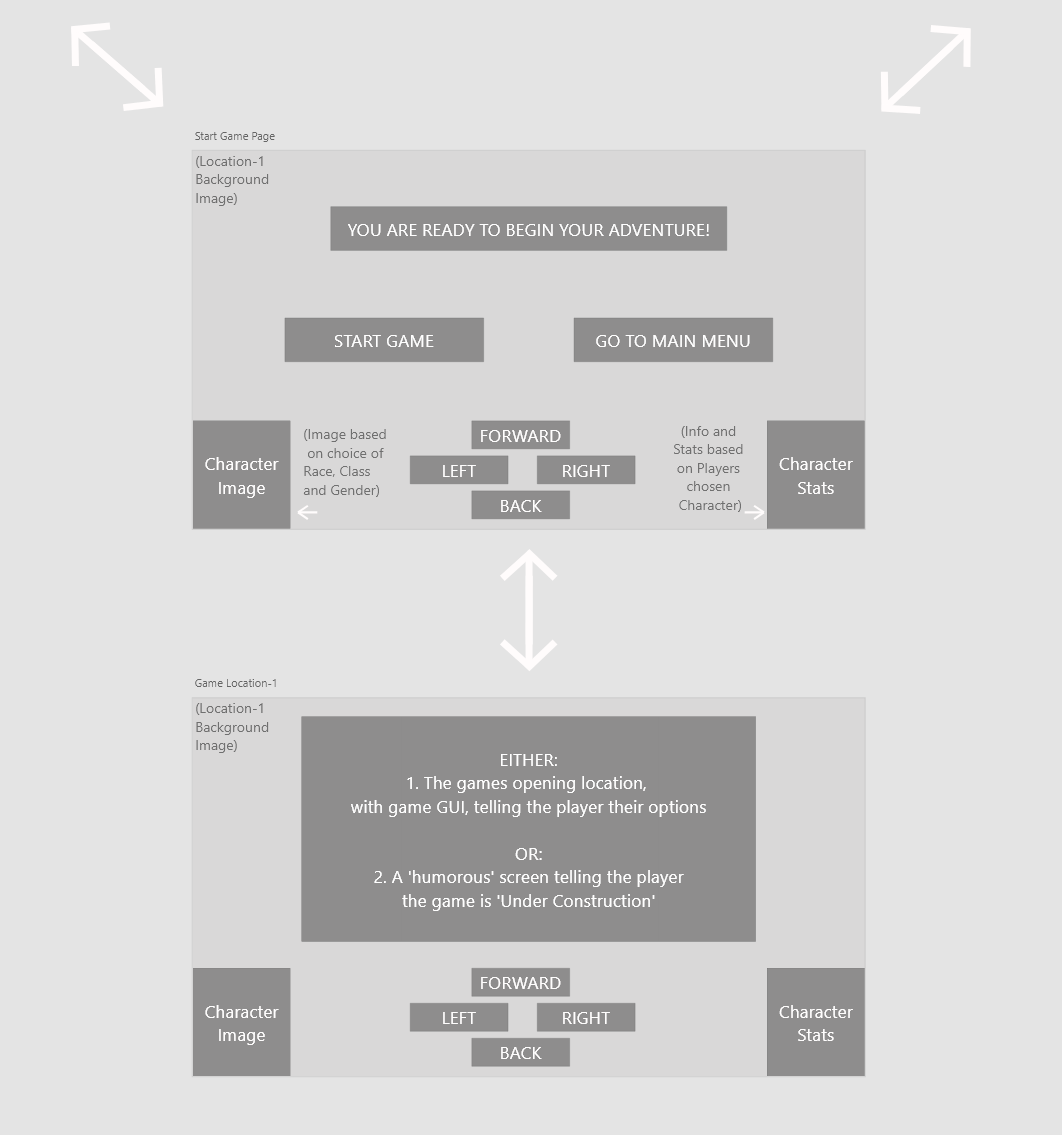 Start Game Page
(Location-1
Background
Image)
YOU ARE READY TO BEGIN YOUR ADVENTURE!
START GAME
GO TO MAIN MENU
Character
Image
(Image based
on choice of
Race, Class
and Gender)
FORWARD
LEFT
RIGHT
BACK
(Info and
Stats based
on Players
chosen
Character)
Character
Stats
Game Location-1
(Location-1
Background
Image)
EITHER:
1. The games opening location,
with game GUI, telling the player their options
OR:
2. A 'humorous' screen telling the player
the game is 'Under Construction'
Character
Image
FORWARD
LEFT
RIGHT
BACK
Character
Stats